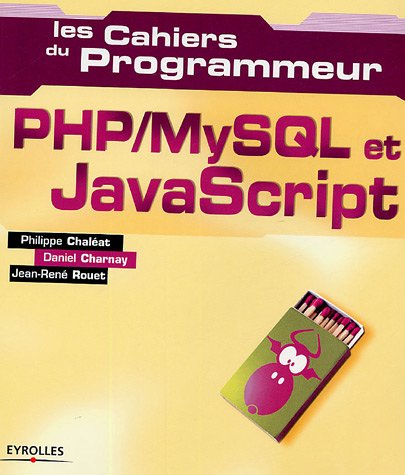 les Cahiers
du Programmeur
PHP/MySQL et
JavaScript
Philippe Chaléat
Daniel Charnay
Jean-René Rouet
EYROLLES